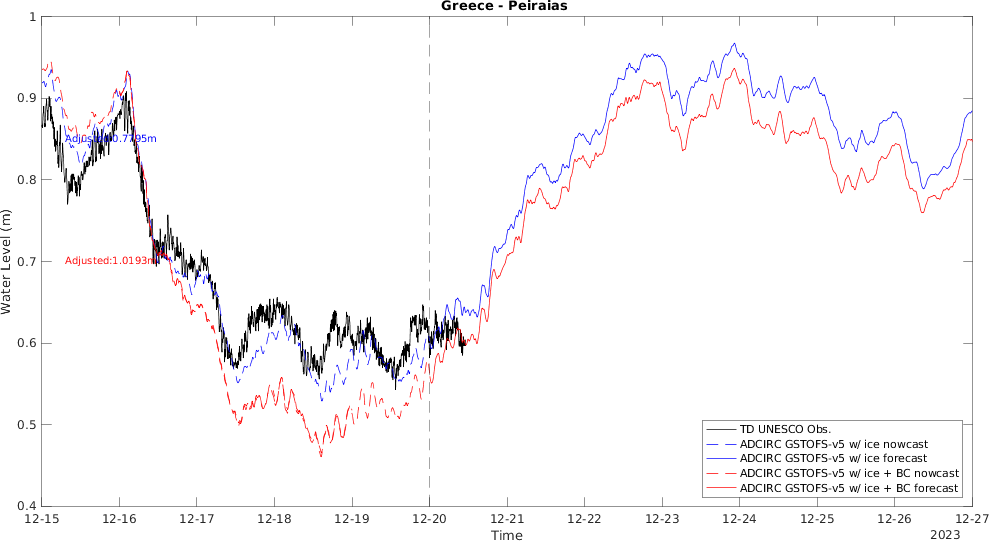 Greece - Peiraias
1
0.9
0.8
0.7
0.6
0.5
0.4
Water Level (m)
Adjusted:0.7795m
Adjusted:1.0193m
TD UNESCO Obs.
ADCIRC GSTOFS-v5 w/ ice nowcast
ADCIRC GSTOFS-v5 w/ ice forecast
ADCIRC GSTOFS-v5 w/ ice + BC nowcast
ADCIRC GSTOFS-v5 w/ ice + BC forecast
12-15 12-16 12-17 12-18 12-19 12-20 12-21 12-22 12-23 12-24 12-25 12-26 12-27
Time
2023